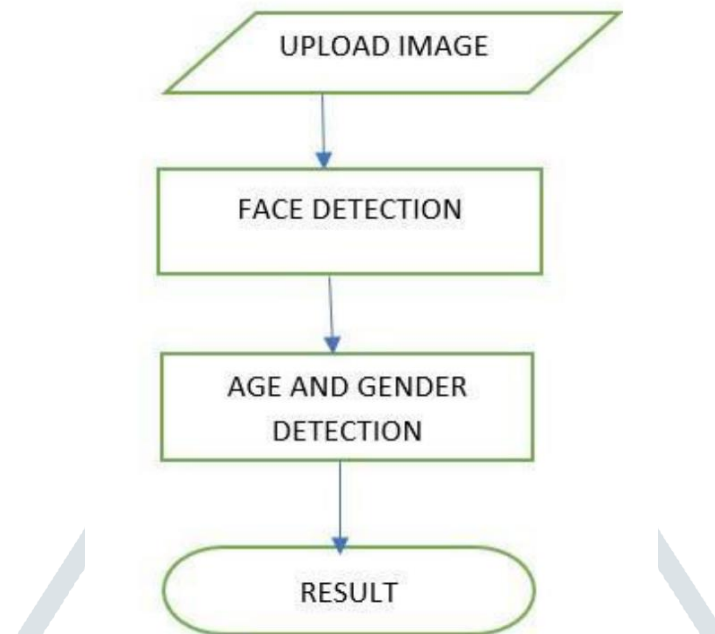 UPLOAD IMAGE
FACE DETECTION
AGE AND GENDER
DETECTION
RESULT